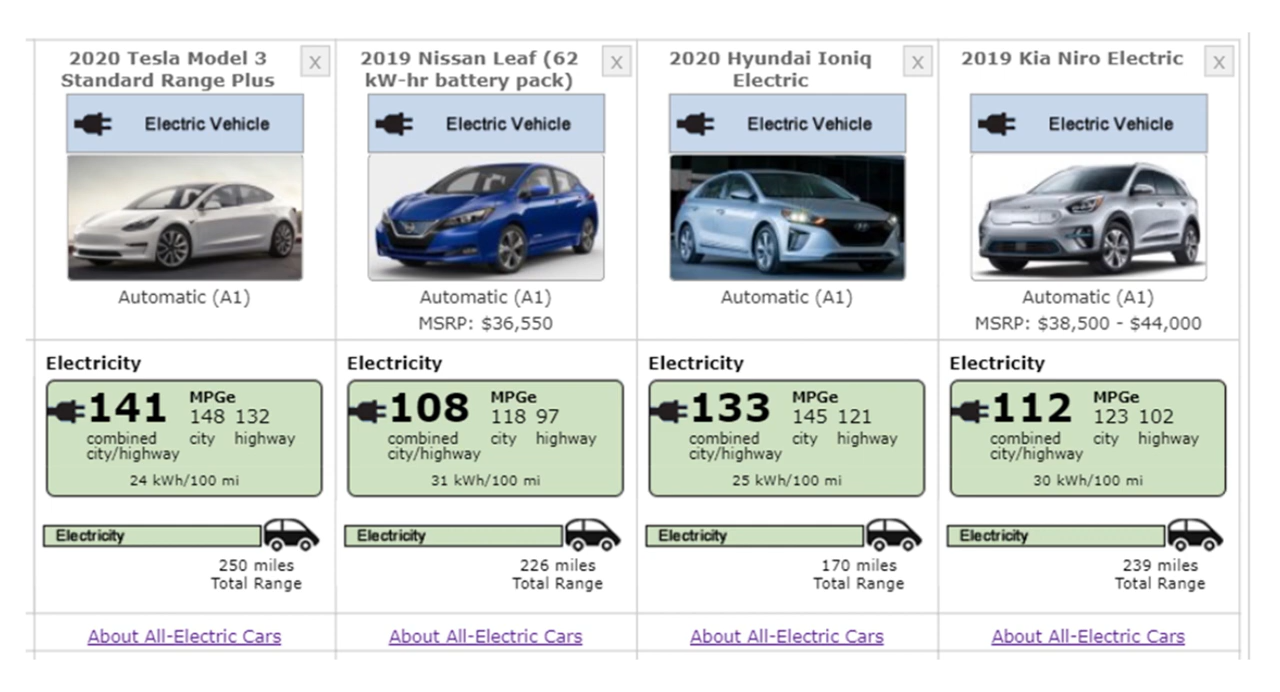 2020 Tesla Model 3
Standard Range Plus
X
Electric Vehicle
Automatic (A1)
Electricity
141
MPGe
148 132
combined
city/highway
city highway
24 kWh/100 mi
Electricity
250 miles
Total Range
About All-Electric Cars
2019 Nissan Leaf (62
kW-hr battery pack)
X
Electric Vehicle
Automatic (A1)
MSRP: $36,550
Electricity
108
MPGe
118 97
combined
city/highway
city highway
31 kWh/100 mi
Electricity
226 miles
Total Range
About All-Electric Cars
2020 Hyundai Ioniq
Electric
X
Electric Vehicle
Automatic (A1)
Electricity
133
MPGe
145 121
combined
city/highway
city highway
25 kWh/100 mi
Electricity
170 miles
Total Range
About All-Electric Cars
2019 Kia Niro Electric
X
Electric Vehicle
Automatic (A1)
MSRP: $38,500 - $44,000
Electricity
112
MPGe
123 102
combined
city/highway
city highway
30 kWh/100 mi
Electricity
239 miles
Total Range
About All-Electric Cars